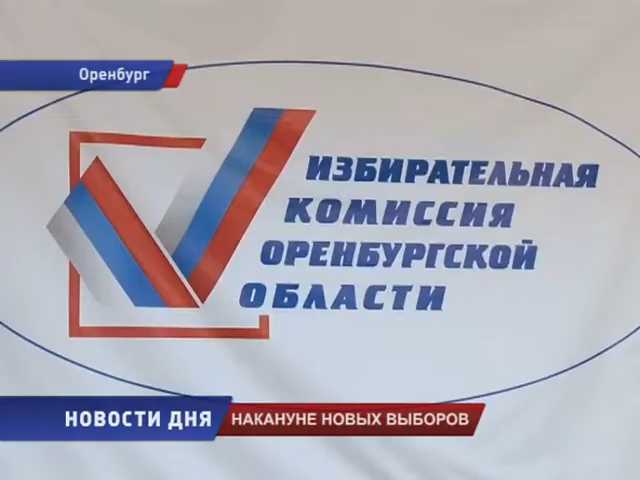 Оренбург
ИЗБИРАТЕЛЬНАЯ
КОМИССИЯ
ОРЕНБУРГСКОЙ
ОБЛАСТИ
НОВОСТИ ДНЯ
НАКАНУНЕ НОВЫХ ВЫБОРОВ